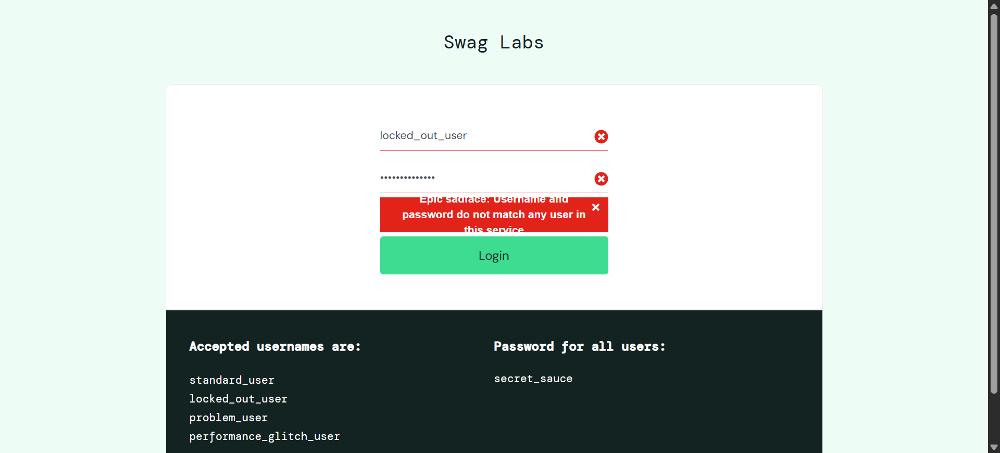 Swag Labs
locked_out_user
••••••••••••••
Epic sadface: Username and
password do not match any user in
this service
Login
Accepted usernames are:
standard_user
locked_out_user
problem_user
performance_glitch_user
Password for all users:
secret_sauce